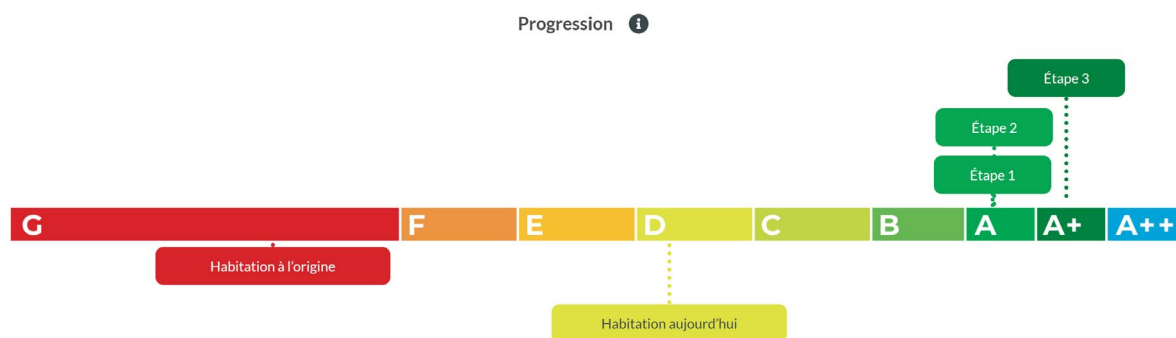 Progression
Étape 3
Étape 2
Étape 1
G F E D C B A A+ A++
Habitation à l'origine
Habitation aujourd'hui